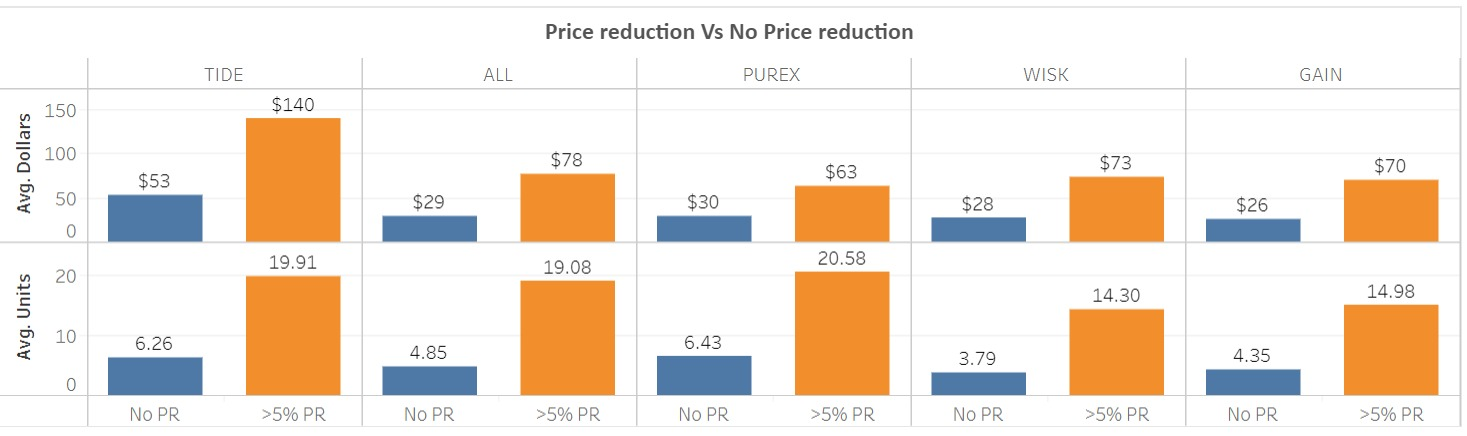 Price reduction Vs No Price reduction
TIDE ALL PUREX WISK GAIN
Avg. Dollars
150
100
50
0
$53 $140 $29 $78 $30 $63 $28 $73 $26 $70
Avg. Units
20
10
0
6.26 19.91 4.85 19.08 6.43 20.58 3.79 14.30 4.35 14.98
No PR >5% PR No PR >5% PR No PR >5% PR No PR >5% PR No PR >5% PR